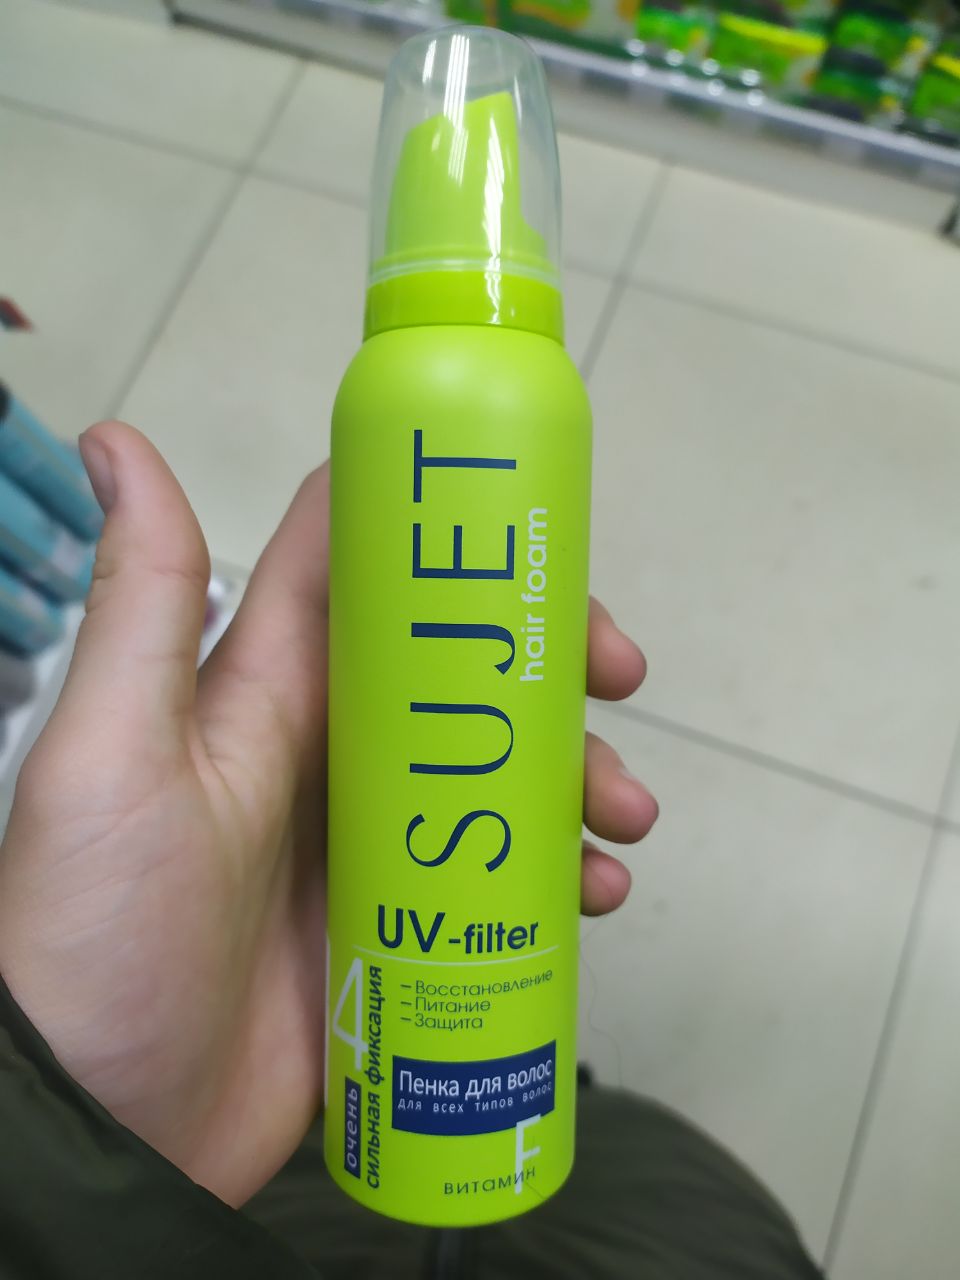 SUJET
hair foam
UV-filter
– Восстановление
– Питание
– Защита
4
очень
сильная фиксация
Пенка для волос
для всех типов волос
F
витамин